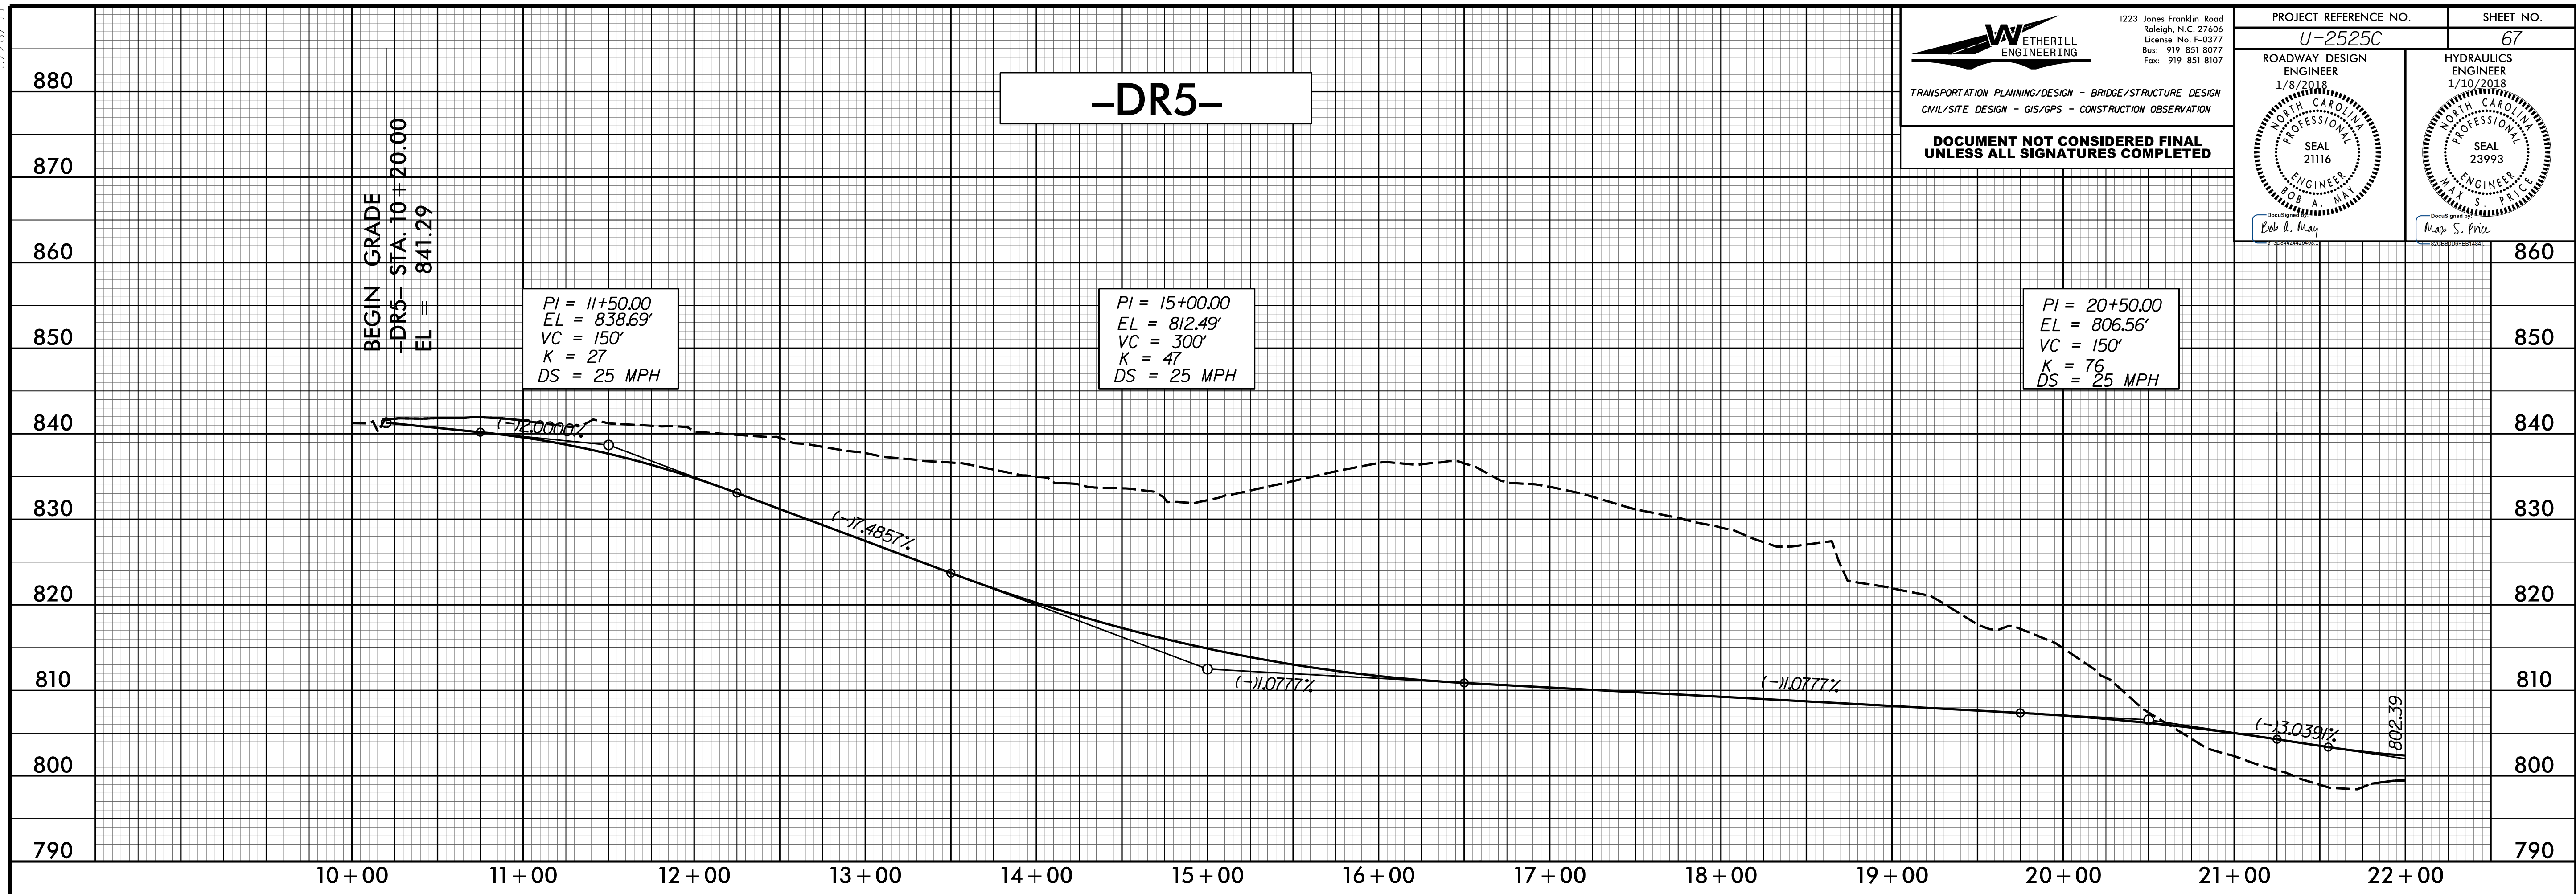 –DR5–
WETHERILL
ENGINEERING
1223 Jones Franklin Road
Raleigh, N.C. 27606
License No. F-0377
Bus: 919 851 8077
Fax: 919 851 8107
TRANSPORTATION PLANNING/DESIGN - BRIDGE/STRUCTURE DESIGN
CIVIL/SITE DESIGN - GIS/GPS - CONSTRUCTION OBSERVATION
DOCUMENT NOT CONSIDERED FINAL
UNLESS ALL SIGNATURES COMPLETED
PROJECT REFERENCE NO.
SHEET NO.
U-2525C
67
ROADWAY DESIGN
ENGINEER
1/8/2018
NORTH CAROLINA
PROFESSIONAL
SEAL
21116
ENGINEER
BOB A. MAY
DocuSigned by:
Bob A. May
HYDRAULICS
ENGINEER
1/10/2018
NORTH CAROLINA
PROFESSIONAL
SEAL
23993
ENGINEER
MAX S. PRICE
DocuSigned by:
Max S. Price
880
870
860
850
840
830
820
810
800
790
BEGIN GRADE
-DR5- STA. 10+20.00
EL = 841.29
PI = 11+50.00
EL = 838.69'
VC = 150'
K = 27
DS = 25 MPH
PI = 15+00.00
EL = 812.49'
VC = 300'
K = 47
DS = 25 MPH
PI = 20+50.00
EL = 806.56'
VC = 150'
K = 76
DS = 25 MPH
(-)2.0000%
(-)7.4857%
(-)1.0777%
(-)1.0777%
(-)3.0391%
802.39
860
850
840
830
820
810
800
790
10+00
11+00
12+00
13+00
14+00
15+00
16+00
17+00
18+00
19+00
20+00
21+00
22+00